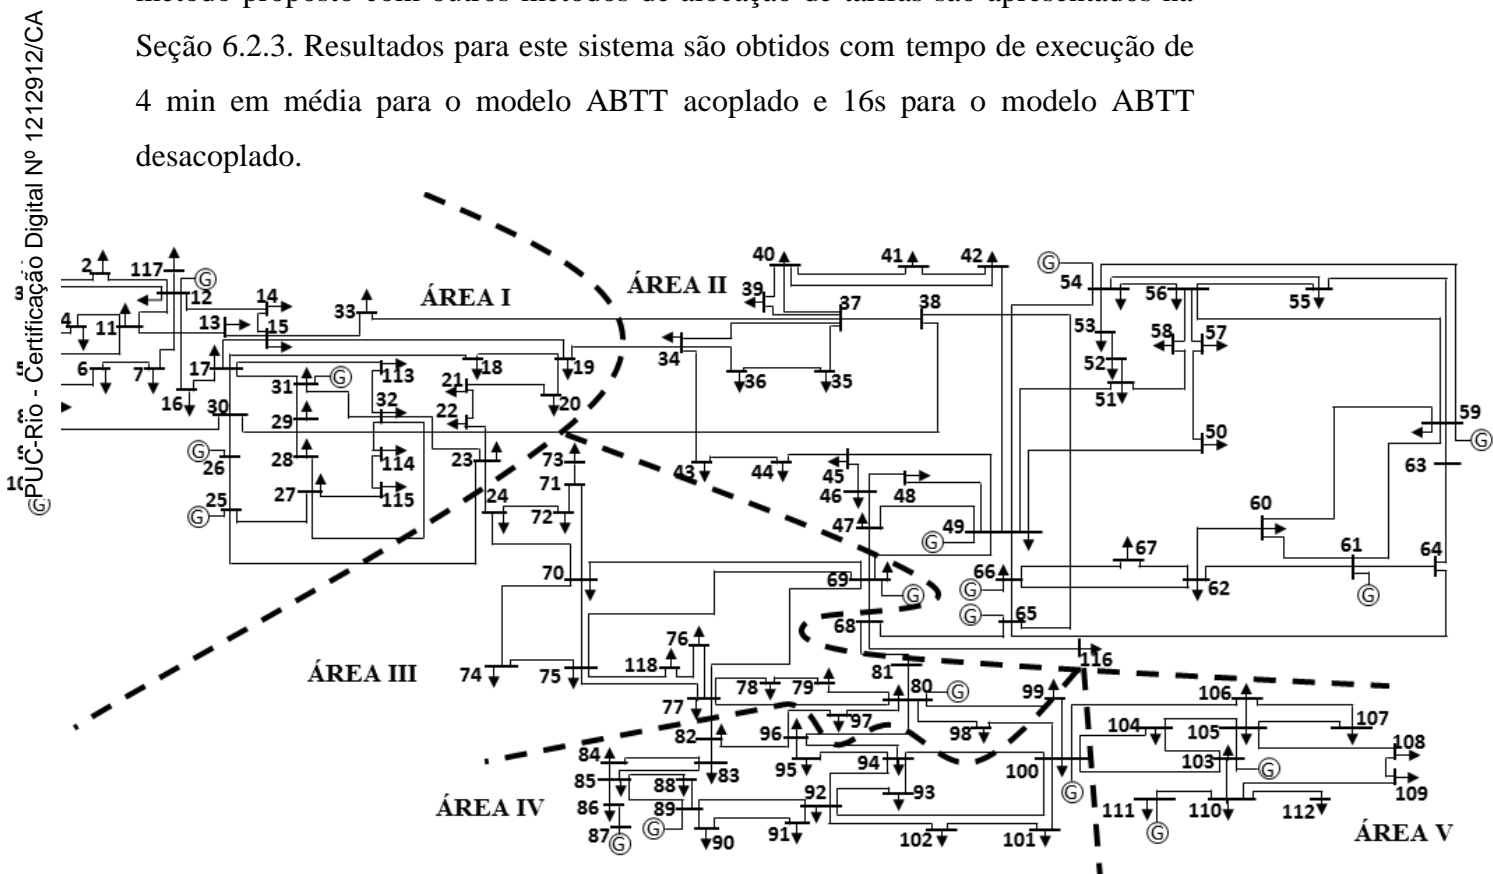 método proposto com outros métodos de alocação de tarifas são apresentados na
Seção 6.2.3. Resultados para este sistema são obtidos com tempo de execução de
4 min em média para o modelo ABTT acoplado e 16s para o modelo ABTT
desacoplado.
PUC-Rio - Certificação Digital Nº 1212912/CA
40 41 42 G 54
2 117 G 12 14 33 ÁREA I ÁREA II 39 37 38 56 55
4 11 13 15 34 53 58 57
6 7 17 18 19 36 35 52
16 31 G 113 21 20 51
30 29 32 22 50 59 G
G 26 28 114 23 73 43 44 45 63
G 25 27 115 24 71 72 46 48
47 49 G 60
70 69 G 66 G 67 62 61 G 64
G 65
68
ÁREA III 74 75 118 76 81 116
77 78 79 80 G 99 106
82 96 97 98 104 105 107
84 83 95 94 100 103 G 108
85 88 G 109
86 89 92 93 111 110 112
87 G G 90 91 102 101 G
ÁREA IV ÁREA V